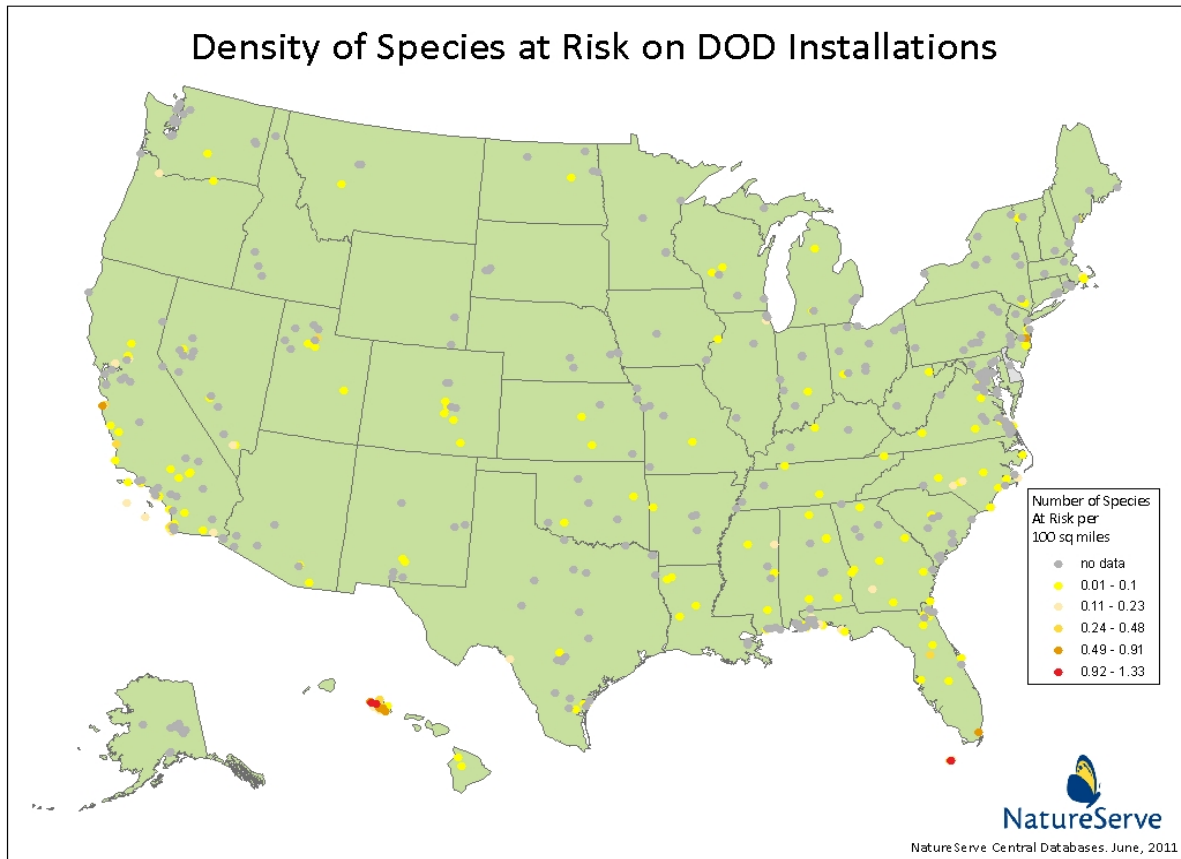 Density of Species at Risk on DOD Installations
Number of Species
At Risk per
100 sq miles
no data
0.01 - 0.1
0.11 - 0.23
0.24 - 0.48
0.49 - 0.91
0.92 - 1.33
NatureServe
NatureServe Central Databases. June, 2011